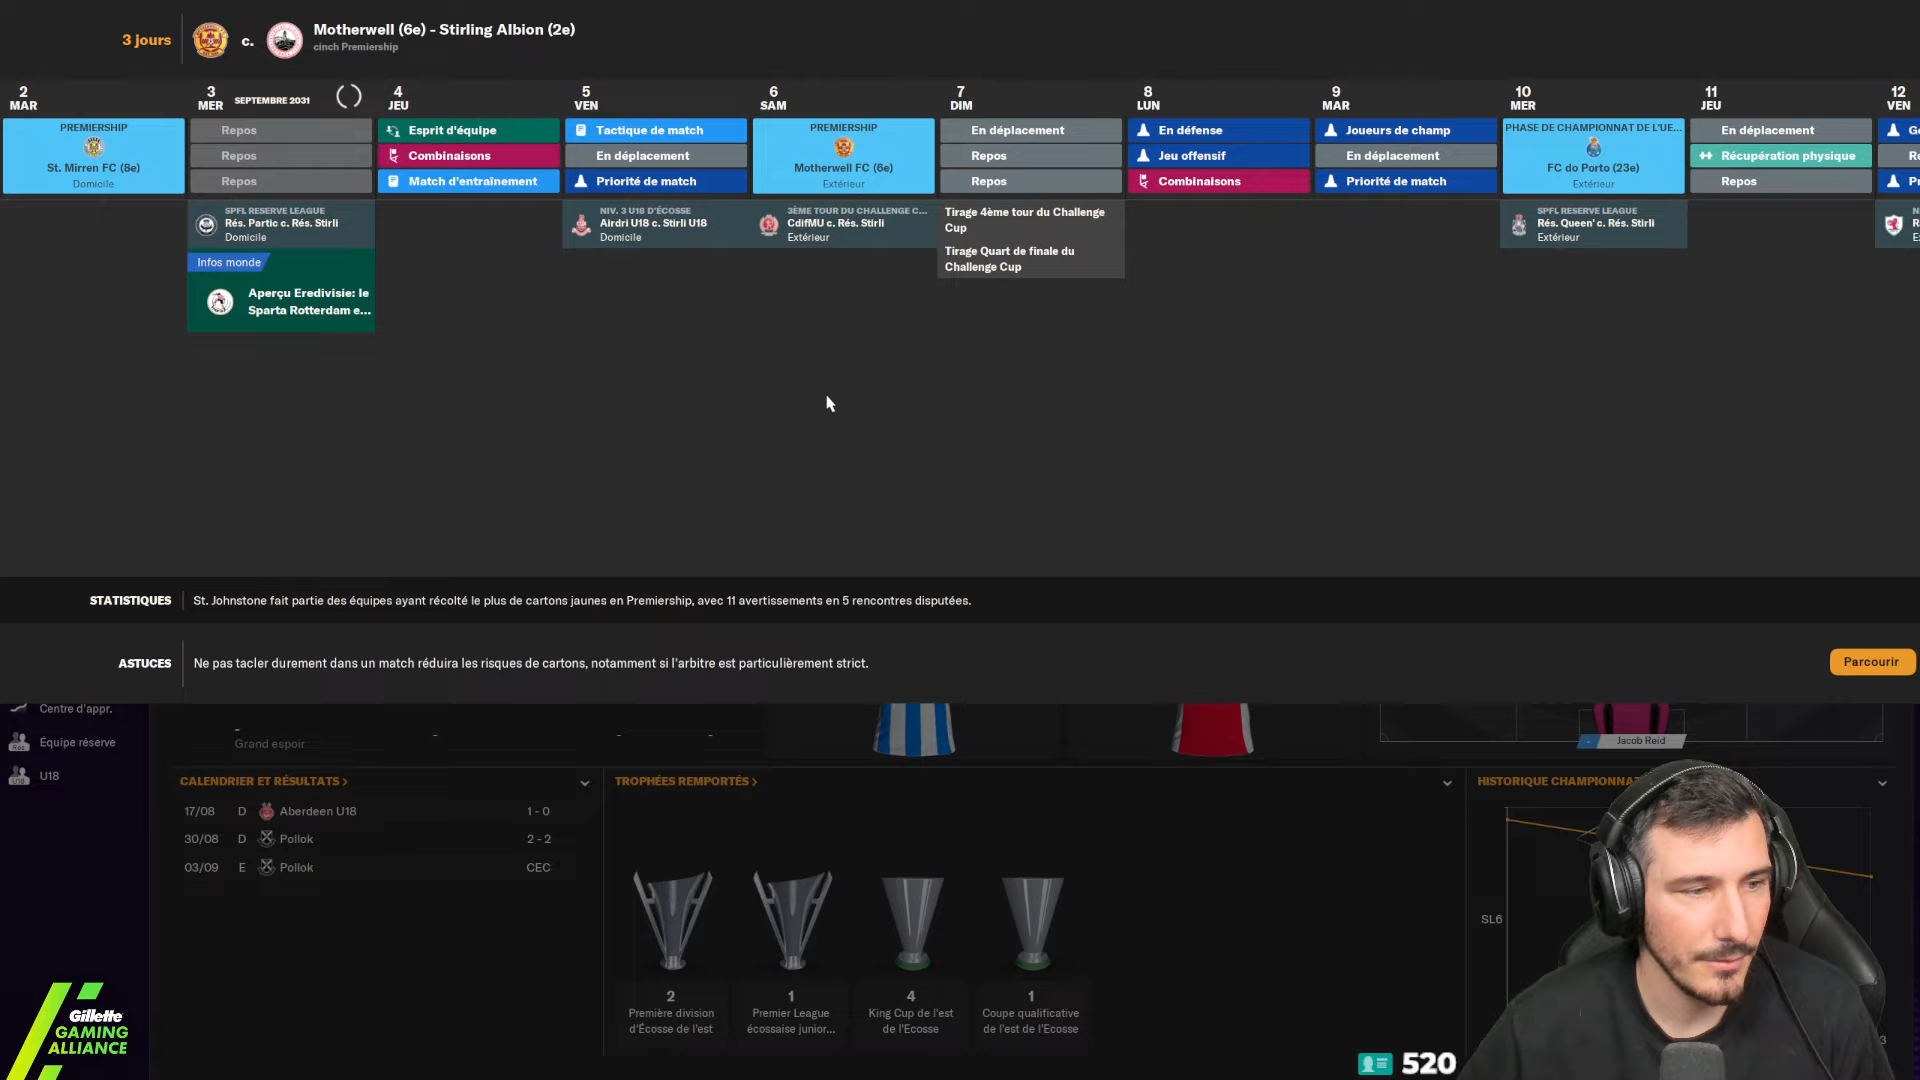 3 jours
c.
Motherwell (6e) - Stirling Albion (2e)
cinch Premiership
2
MAR
3
MER
SEPTEMBRE 2031
4
JEU
5
VEN
6
SAM
7
DIM
8
LUN
9
MAR
10
MER
11
JEU
12
VEN
PREMIERSHIP
St. Mirren FC (8e)
Domicile
Repos
Repos
Repos
Esprit d'équipe
Combinaisons
Match d'entraînement
Tactique de match
En déplacement
Priorité de match
PREMIERSHIP
Motherwell FC (6e)
Extérieur
En déplacement
Repos
Repos
En défense
Jeu offensif
Combinaisons
Joueurs de champ
En déplacement
Priorité de match
PHASE DE CHAMPIONNAT DE L'UE...
FC do Porto (23e)
Extérieur
En déplacement
Récupération physique
Repos
SPFL RESERVE LEAGUE
Rés. Partic c. Rés. Stirli
Domicile
Infos monde
Aperçu Eredivisie: le
Sparta Rotterdam e...
NIV. 3 U18 D'ÉCOSSE
Airdri U18 c. Stirli U18
Domicile
3ÈME TOUR DU CHALLENGE C...
CdifMU c. Rés. Stirli
Extérieur
Tirage 4ème tour du Challenge
Cup
Tirage Quart de finale du
Challenge Cup
SPFL RESERVE LEAGUE
Rés. Queen' c. Rés. Stirli
Extérieur
STATISTIQUES
St. Johnstone fait partie des équipes ayant récolté le plus de cartons jaunes en Premiership, avec 11 avertissements en 5 rencontres disputées.
ASTUCES
Ne pas tacler durement dans un match réduira les risques de cartons, notamment si l'arbitre est particulièrement strict.
Parcourir
Centre d'appr.
Équipe réserve
U18
Grand espoir
Jacob Reid
CALENDRIER ET RÉSULTATS >
17/08 D Aberdeen U18 1 - 0
30/08 D Pollok 2 - 2
03/09 E Pollok CEC
TROPHÉES REMPORTÉS >
2
Première division
d'Écosse de l'est
1
Premier League
écossaise junior...
4
King Cup de l'est
de l'Ecosse
1
Coupe qualificative
de l'est de l'Ecosse
HISTORIQUE CHAMPIONNA
SL6
Gillette
GAMING
ALLIANCE
520